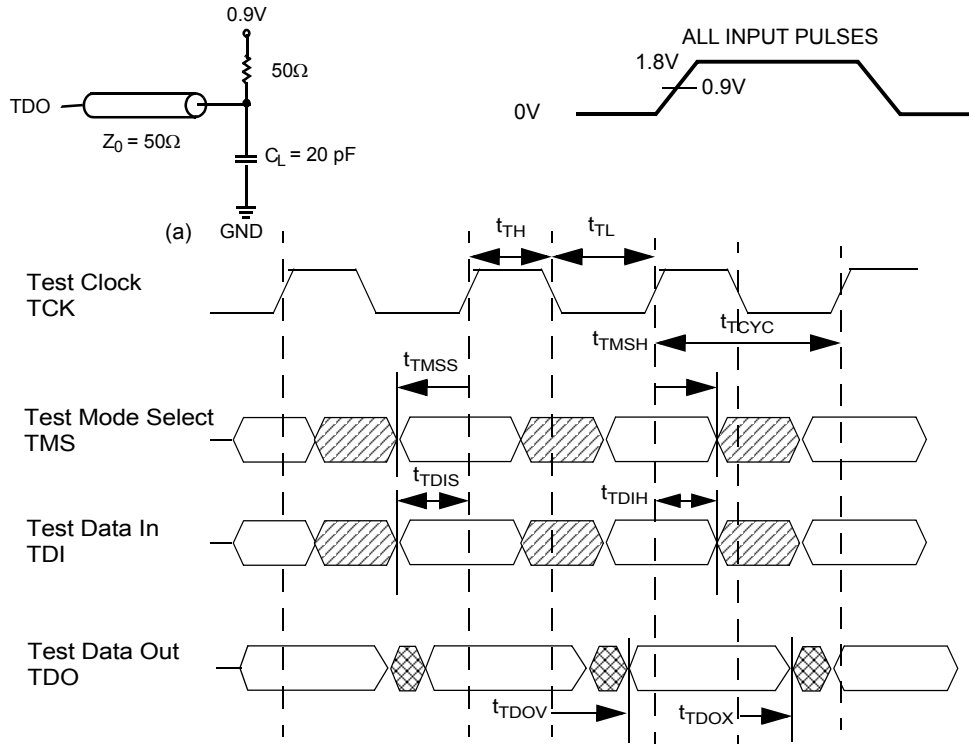 0.9V
50Ω
TDO
Z0 = 50Ω
CL = 20 pF
(a)
GND
ALL INPUT PULSES
1.8V
0.9V
0V
tTH
tTL
Test Clock
TCK
tTCYC
tTMSH
tTMSS
Test Mode Select
TMS
tTDIS
tTDIH
Test Data In
TDI
Test Data Out
TDO
tTDOV
tTDOX